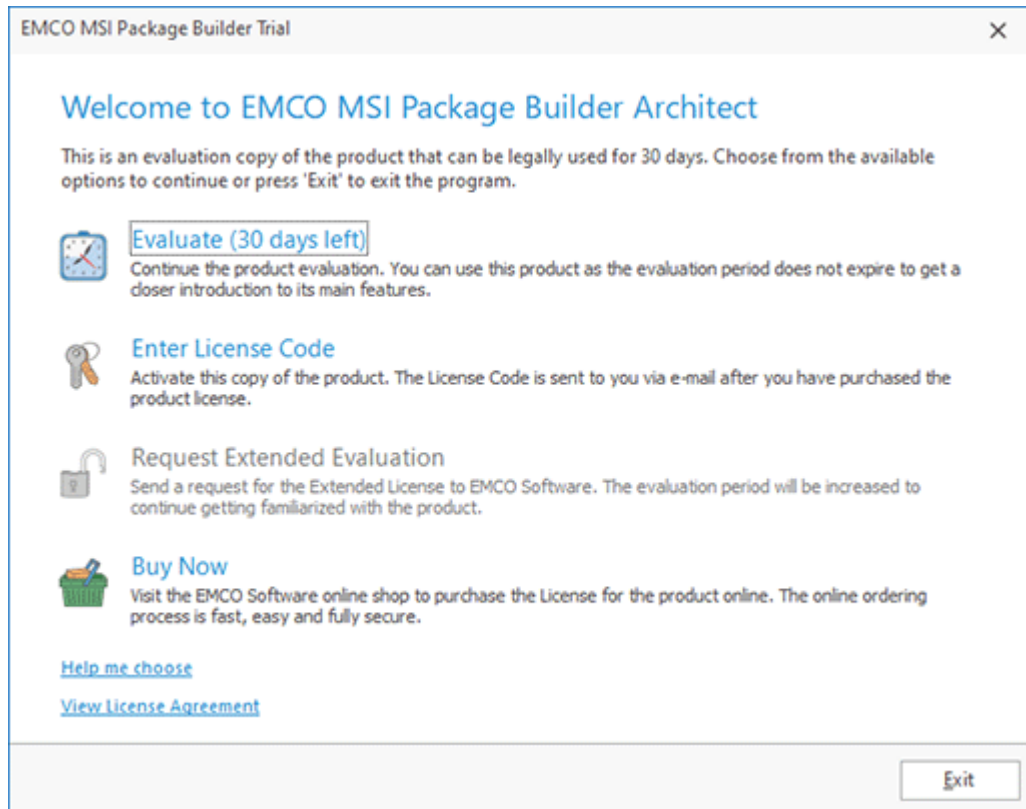 EMCO MSI Package Builder Trial
Welcome to EMCO MSI Package Builder Architect
This is an evaluation copy of the product that can be legally used for 30 days. Choose from the available
options to continue or press 'Exit' to exit the program.
Evaluate (30 days left)
Continue the product evaluation. You can use this product as the evaluation period does not expire to get a
closer introduction to its main features.
Enter License Code
Activate this copy of the product. The License Code is sent to you via e-mail after you have purchased the
product license.
Request Extended Evaluation
Send a request for the Extended License to EMCO Software. The evaluation period will be increased to
continue getting familiarized with the product.
Buy Now
Visit the EMCO Software online shop to purchase the License for the product online. The online ordering
process is fast, easy and fully secure.
Help me choose
View License Agreement
Exit